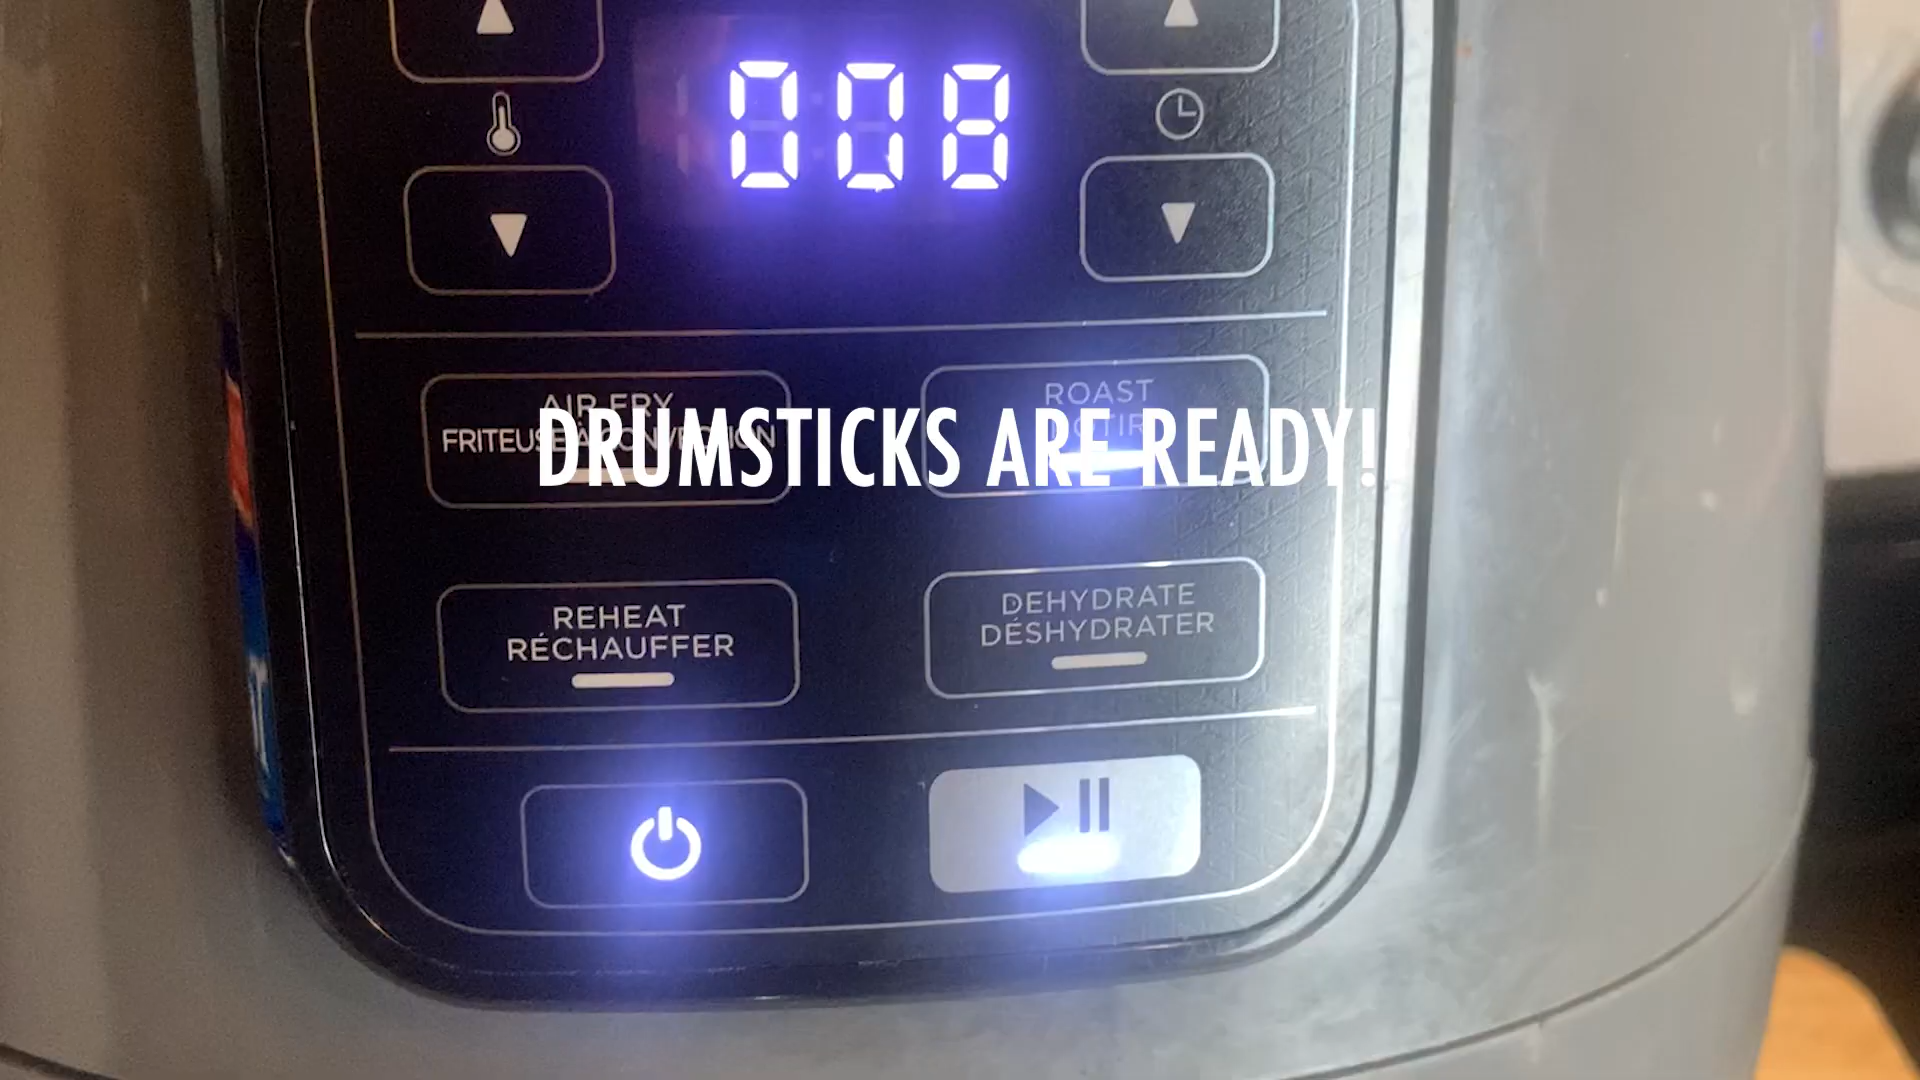 008
AIR FRY
FRITEUSE À CONVECTION
ROAST
RÔTIR
DRUMSTICKS ARE READY!
REHEAT
RÉCHAUFFER
DEHYDRATE
DÉSHYDRATER